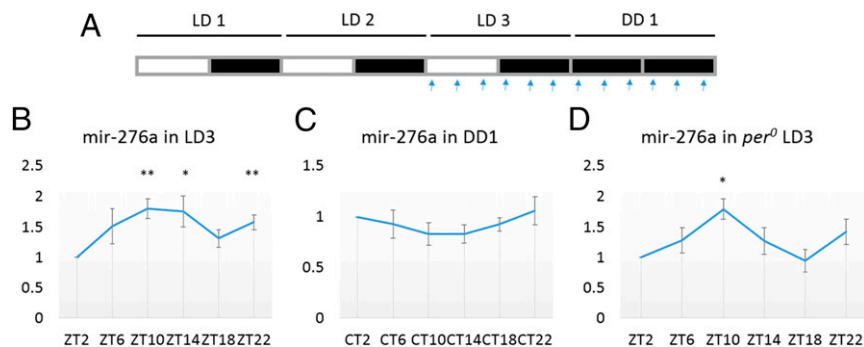 A
LD 1 LD 2 LD 3 DD 1
B
mir-276a in LD3
2.5
2
1.5
1
0.5
0
** * **
ZT2 ZT6 ZT10 ZT14 ZT18 ZT22
C
mir-276a in DD1
1.5
1
0.5
0
CT2 CT6 CT10 CT14 CT18 CT22
D
mir-276a in per⁰ LD3
2.5
2
1.5
1
0.5
0
*
ZT2 ZT6 ZT10 ZT14 ZT18 ZT22